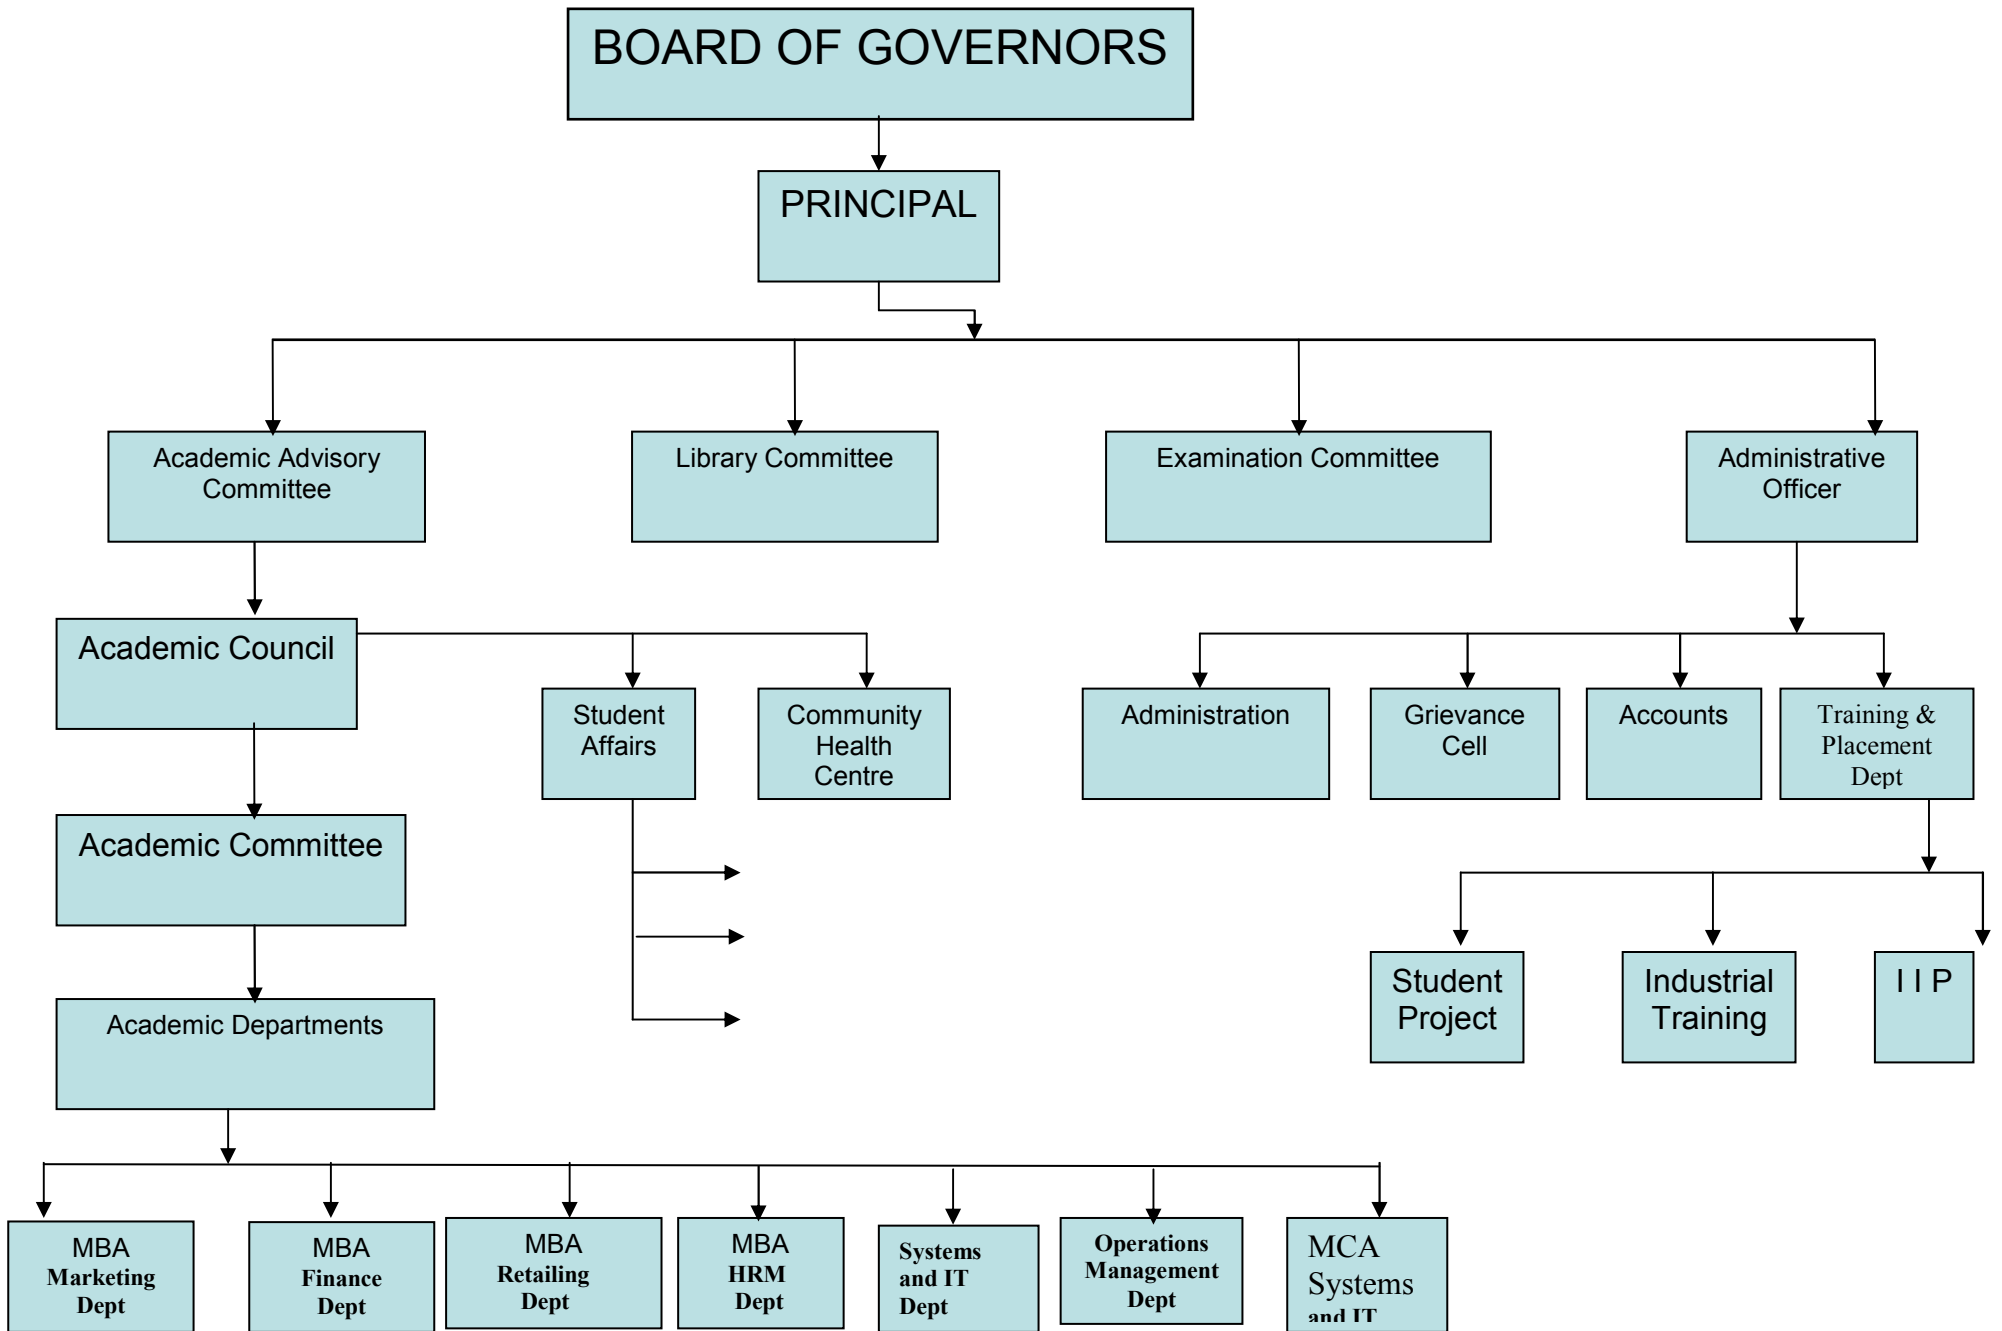 BOARD OF GOVERNORS
PRINCIPAL
Academic Advisory
Committee
Library Committee
Examination Committee
Administrative
Officer
Academic Council
Student
Affairs
Community
Health
Centre
Administration
Grievance
Cell
Accounts
Training &
Placement
Dept
Academic Committee
Student
Project
Industrial
Training
I I P
Academic Departments
MBA
Marketing
Dept
MBA
Finance
Dept
MBA
Retailing
Dept
MBA
HRM
Dept
Systems
and IT
Dept
Operations
Management
Dept
MCA
Systems
and IT